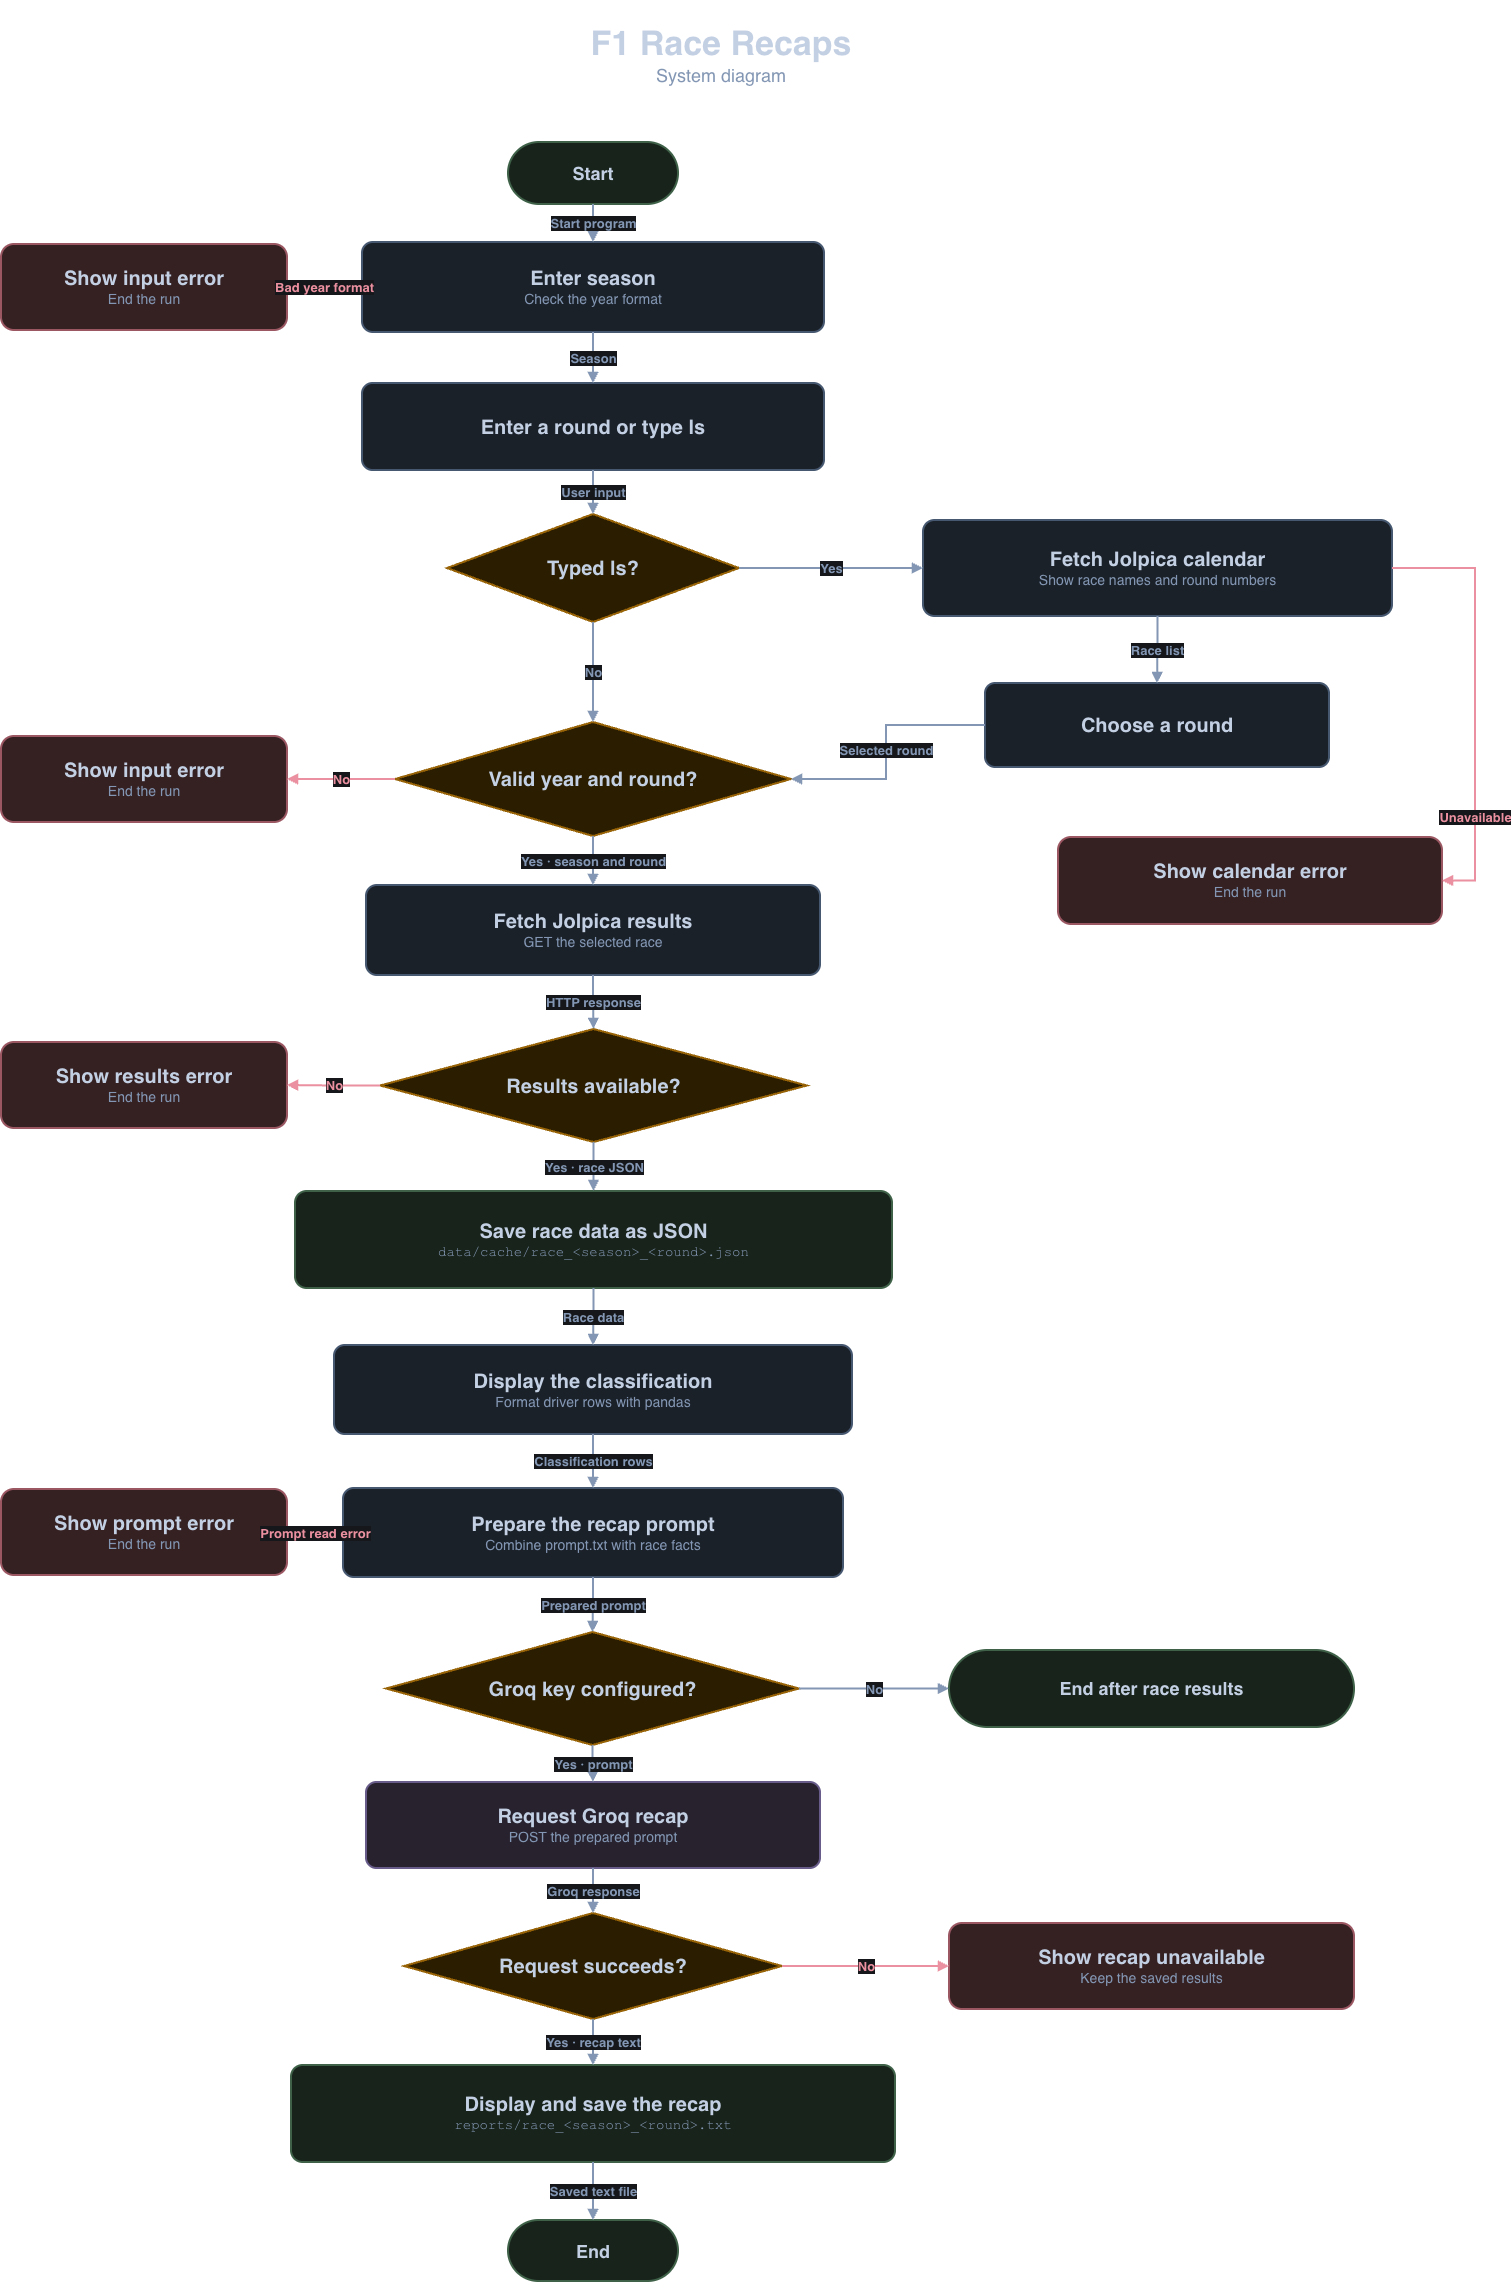 F1 Race Recaps
System diagram
Start
Start program
Show input error
End the run
Bad year format
Enter season
Check the year format
Season
Enter a round or type ls
User input
Typed ls?
Yes
Fetch Jolpica calendar
Show race names and round numbers
No
Race list
Choose a round
Selected round
Show input error
End the run
No
Valid year and round?
Unavailable
Yes · season and round
Show calendar error
End the run
Fetch Jolpica results
GET the selected race
HTTP response
Show results error
End the run
No
Results available?
Yes · race JSON
Save race data as JSON
data/cache/race_<season>_<round>.json
Race data
Display the classification
Format driver rows with pandas
Classification rows
Show prompt error
End the run
Prompt read error
Prepare the recap prompt
Combine prompt.txt with race facts
Prepared prompt
Groq key configured?
No
End after race results
Yes · prompt
Request Groq recap
POST the prepared prompt
Groq response
Request succeeds?
No
Show recap unavailable
Keep the saved results
Yes · recap text
Display and save the recap
reports/race_<season>_<round>.txt
Saved text file
End